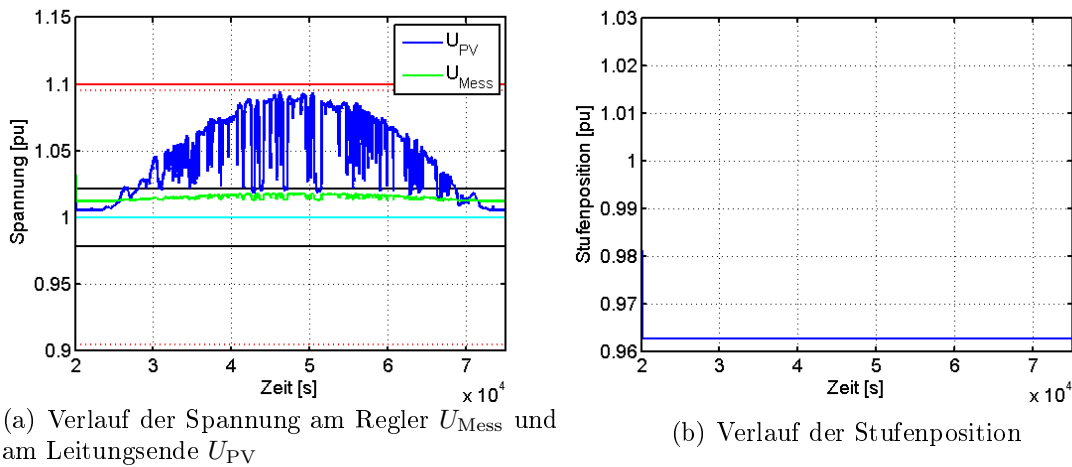 1.15
1.1
1.05
1
0.95
0.9
Spannung [pu]
U_PV
U_Mess
2
3
4
5
6
7
Zeit [s]
x 10^4
(a) Verlauf der Spannung am Regler U_Mess und
am Leitungsende U_PV
1.03
1.02
1.01
1
0.99
0.98
0.97
0.96
Stufenposition [pu]
2
3
4
5
6
7
Zeit [s]
x 10^4
(b) Verlauf der Stufenposition